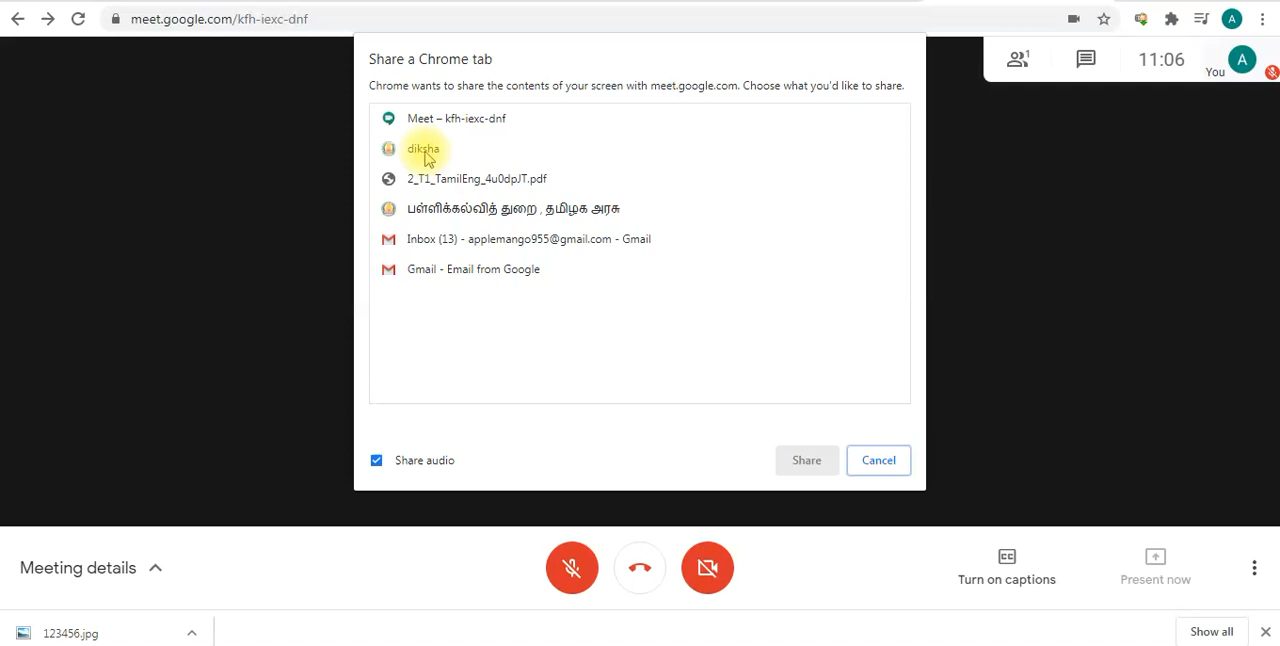 meet.google.com/kfh-iexc-dnf
A
Share a Chrome tab
Chrome wants to share the contents of your screen with meet.google.com. Choose what you'd like to share.
1
11:06
You
A
Meet – kfh-iexc-dnf
diksha
2_T1_TamilEng_4u0dpJT.pdf
பள்ளிக்கல்வித் துறை , தமிழக அரசு
Inbox (13) - applemango955@gmail.com - Gmail
Gmail - Email from Google
Share audio
Share
Cancel
Meeting details
CC
Turn on captions
Present now
123456.jpg
Show all